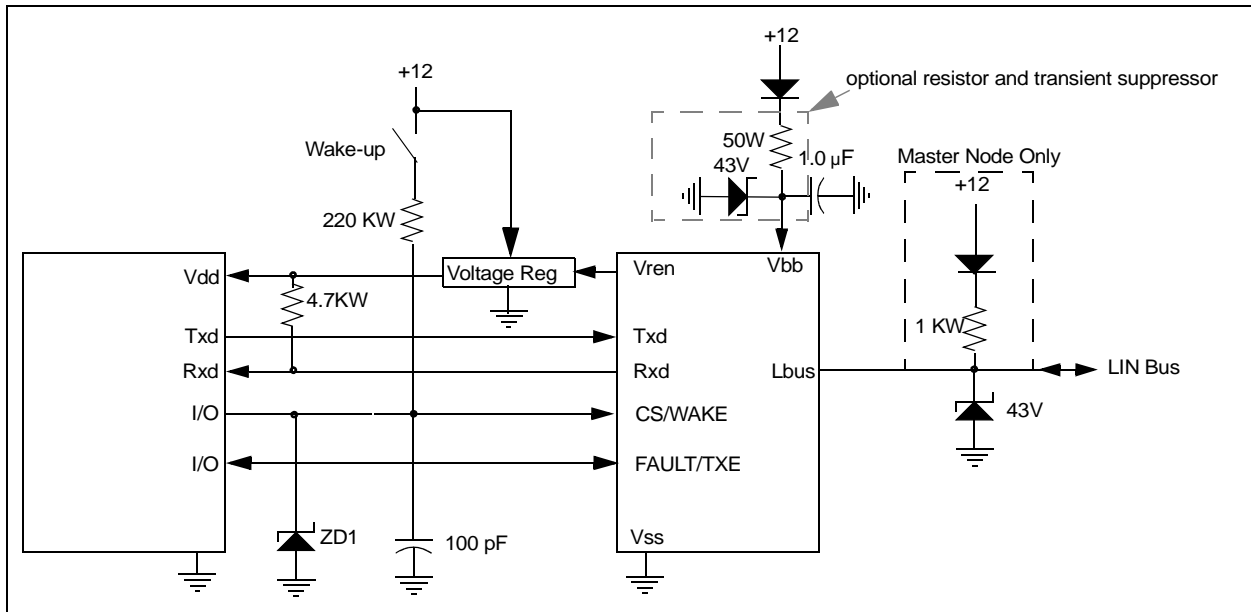 +12
optional resistor and transient suppressor
+12
50W
1.0 µF
43V
Master Node Only
+12
Wake-up
220 KW
Vdd
Voltage Reg
Vren
Vbb
4.7KW
1 KW
Txd
Txd
Rxd
Rxd
Lbus
LIN Bus
I/O
CS/WAKE
43V
I/O
FAULT/TXE
ZD1
100 pF
Vss